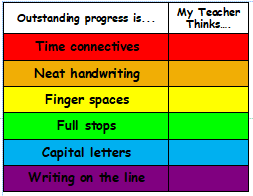 Outstanding progress is...
My Teacher
Thinks….
Time connectives
Neat handwriting
Finger spaces
Full stops
Capital letters
Writing on the line